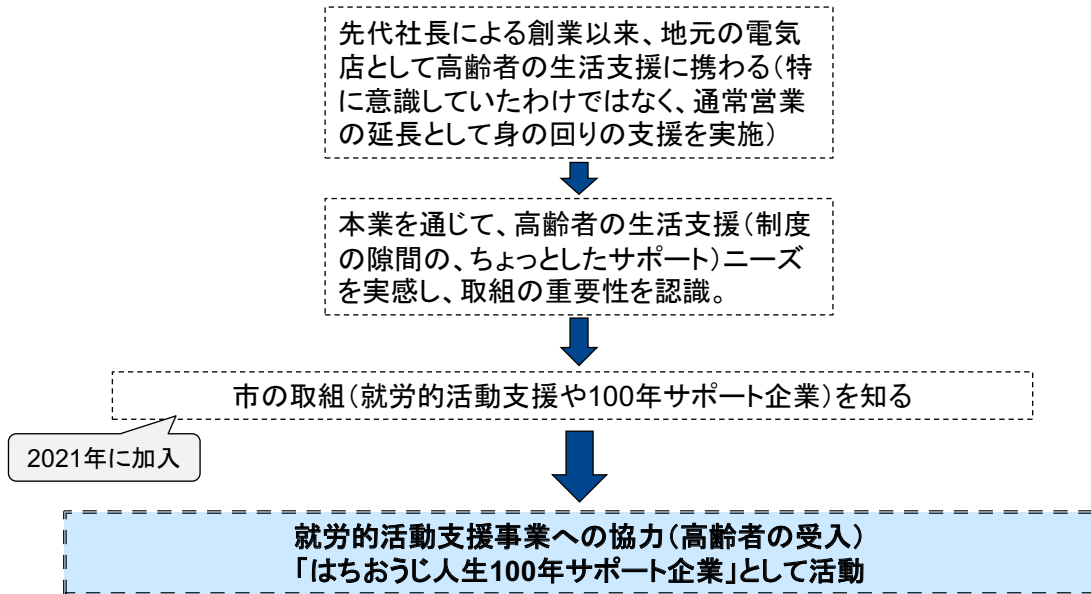 先代社長による創業以来、地元の電気
店として高齢者の生活支援に携わる（特
に意識していたわけではなく、通常営業
の延長として身の回りの支援を実施）
本業を通じて、高齢者の生活支援（制度
の隙間の、ちょっとしたサポート）ニーズ
を実感し、取組の重要性を認識。
市の取組（就労的活動支援や100年サポート企業）を知る
2021年に加入
就労的活動支援事業への協力（高齢者の受入）
「はちおうじ人生100年サポート企業」として活動